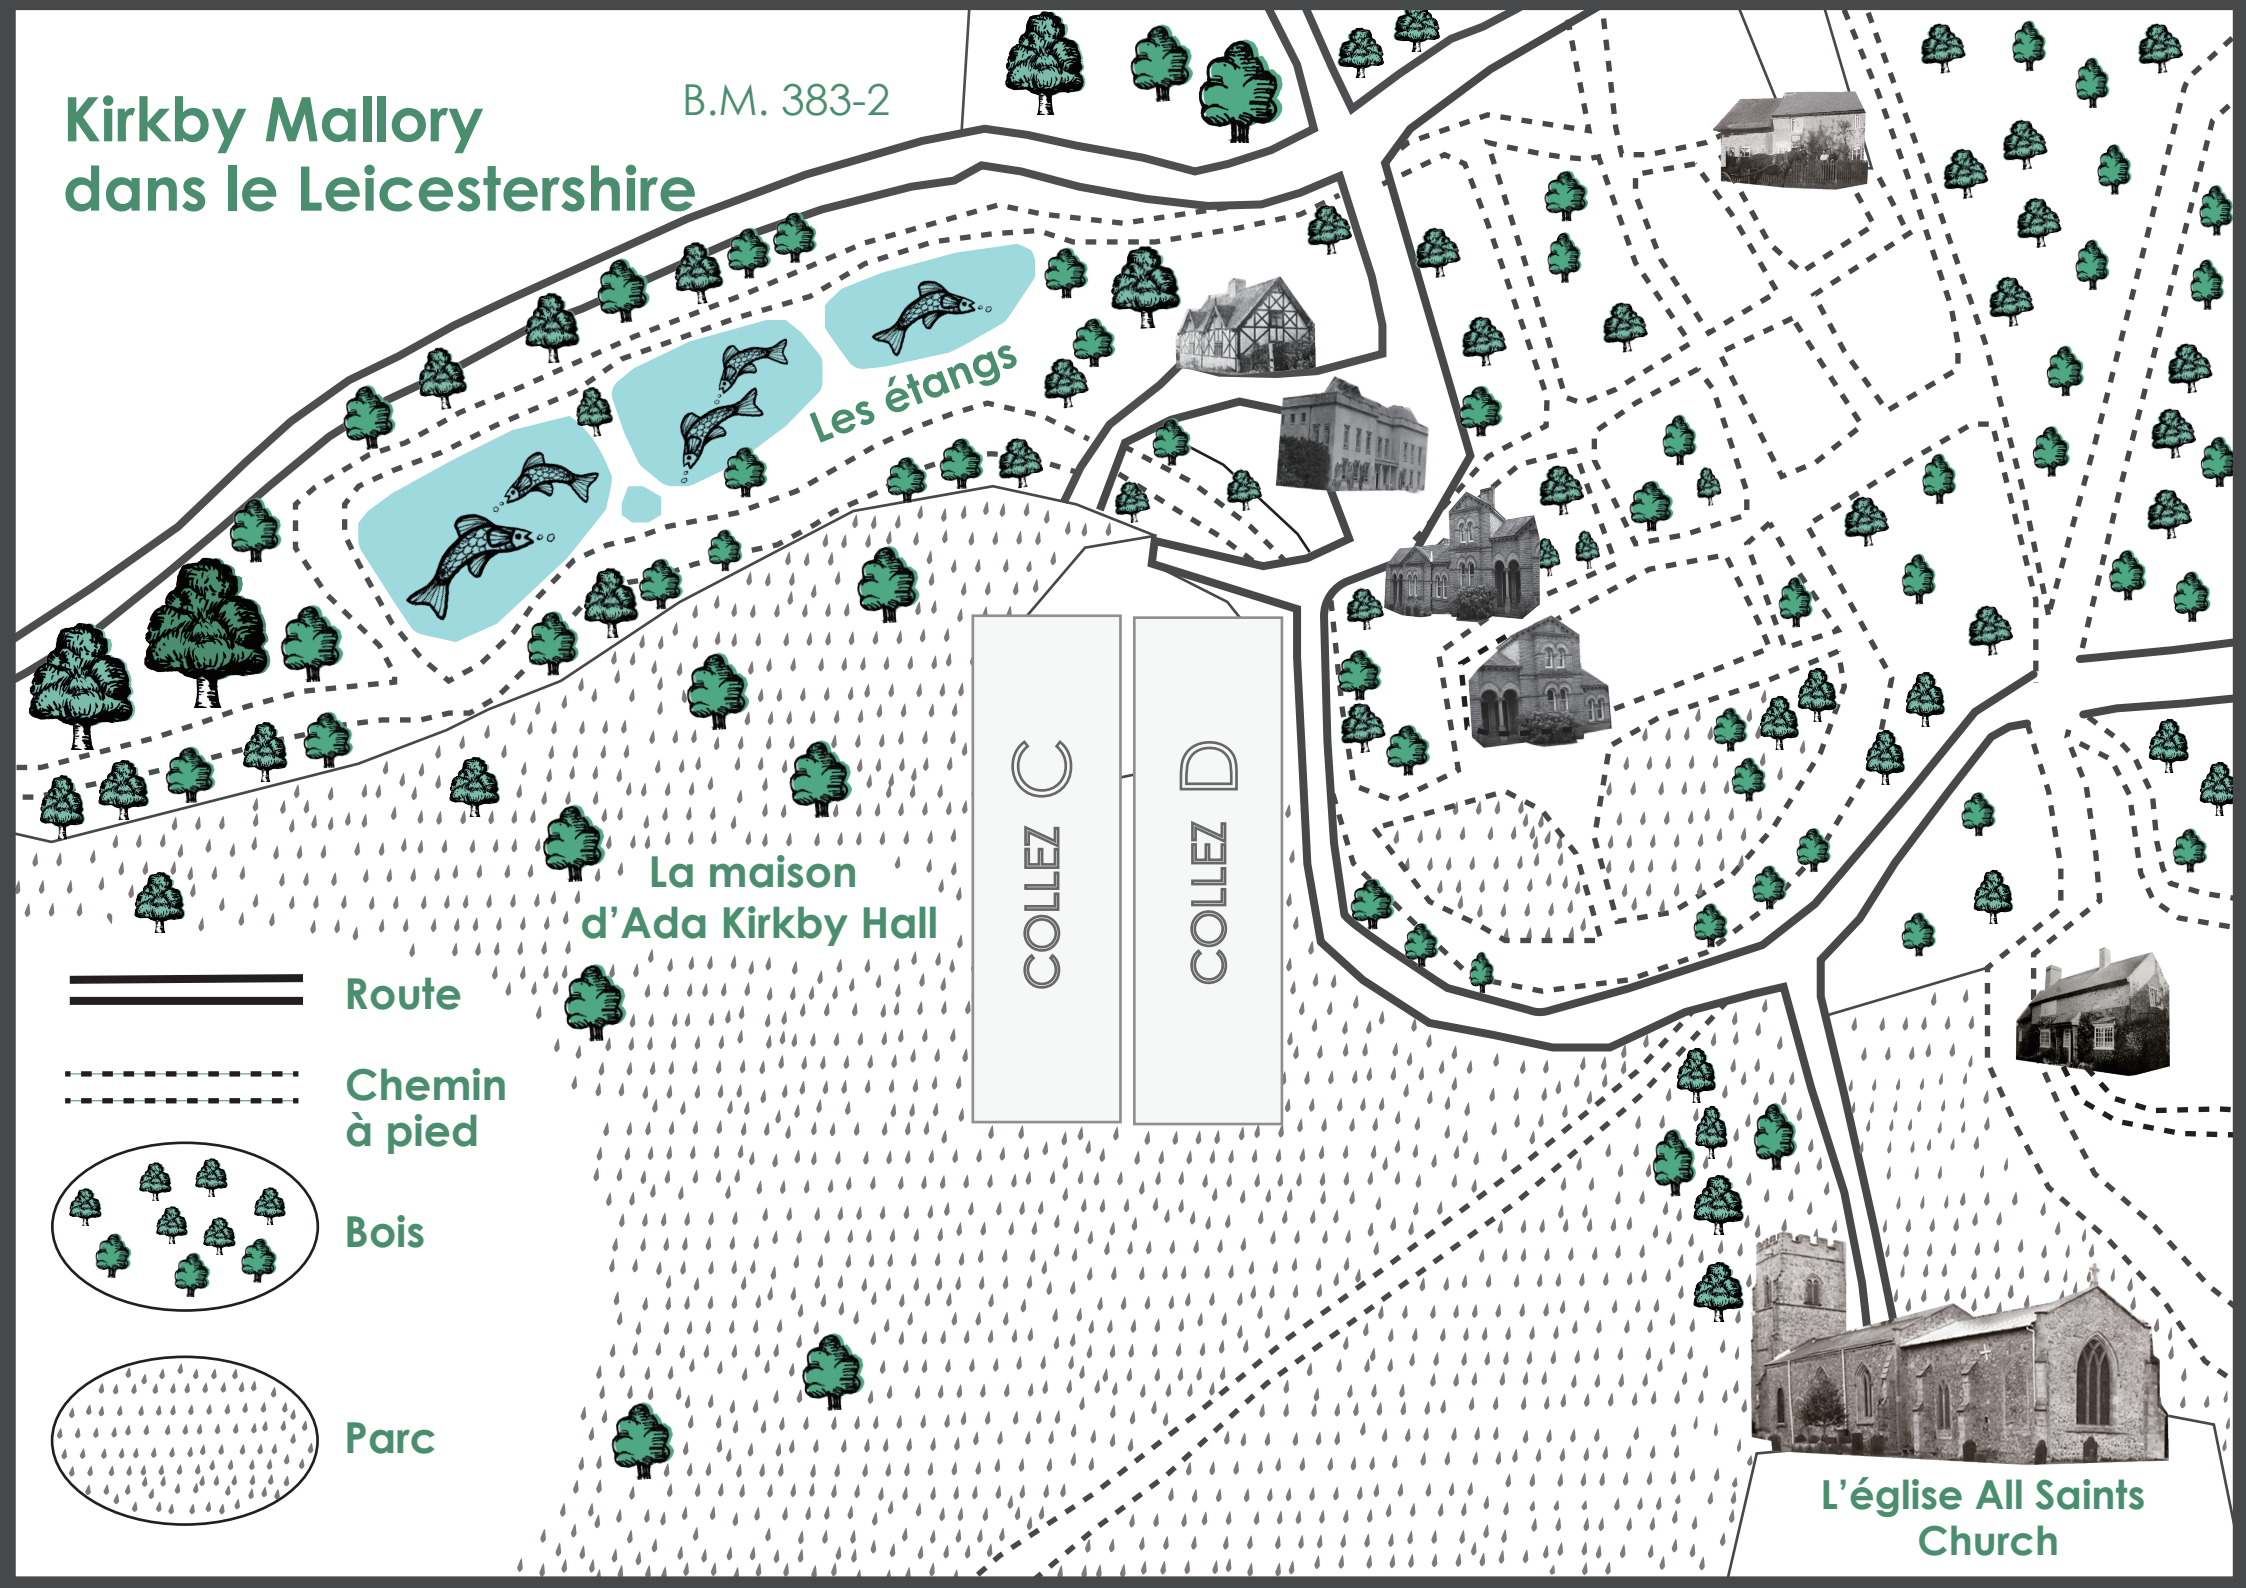 Kirkby Mallory
dans le Leicestershire
B.M. 383-2
Les étangs
La maison
d'Ada Kirkby Hall
COLLEZ C
COLLEZ D
Route
Chemin
à pied
Bois
Parc
L'église All Saints
Church